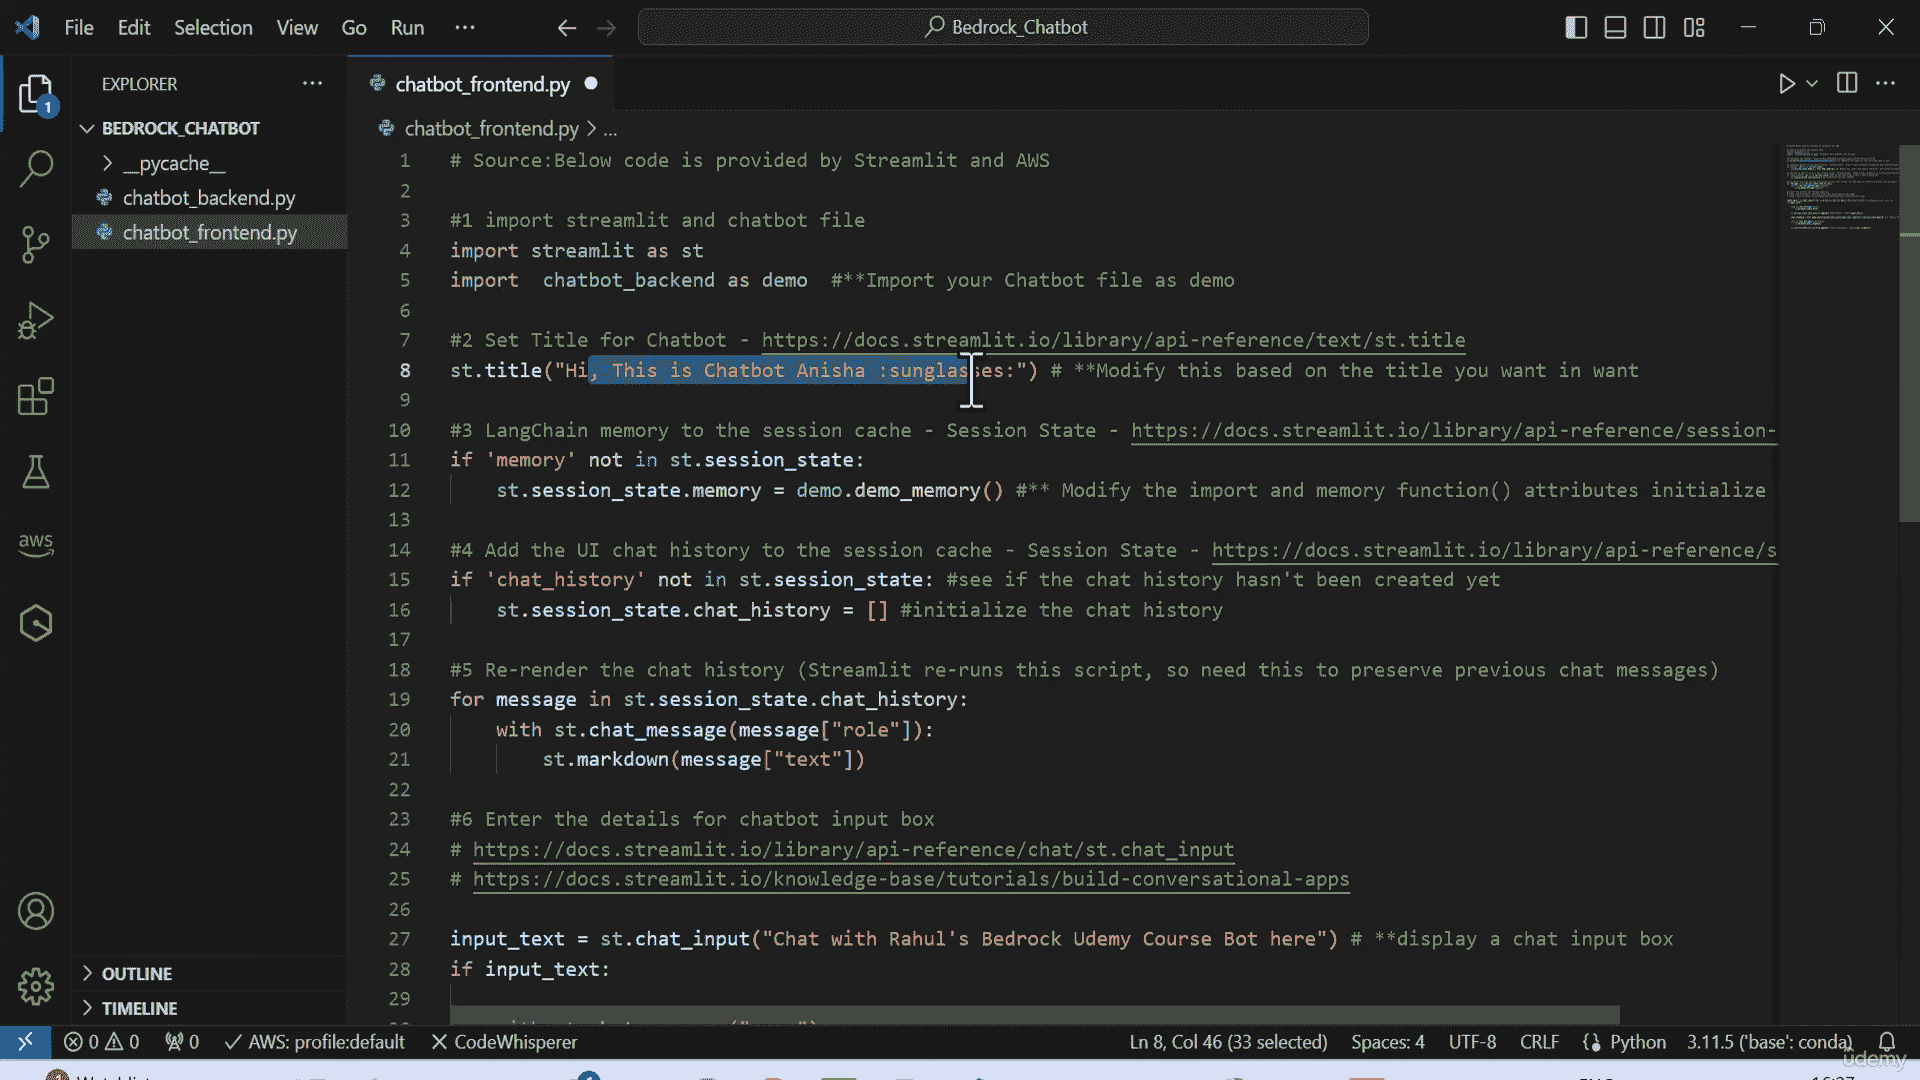 File Edit Selection View Go Run ··· Bedrock_Chatbot
EXPLORER ···
1
BEDROCK_CHATBOT
__pycache__
chatbot_backend.py
chatbot_frontend.py
OUTLINE
TIMELINE
aws
chatbot_frontend.py
chatbot_frontend.py > ...
1 # Source:Below code is provided by Streamlit and AWS
2
3 #1 import streamlit and chatbot file
4 import streamlit as st
5 import  chatbot_backend as demo  #**Import your Chatbot file as demo
6
7 #2 Set Title for Chatbot - https://docs.streamlit.io/library/api-reference/text/st.title
8 st.title("Hi, This is Chatbot Anisha :sunglasses:") # **Modify this based on the title you want in want
9
10 #3 LangChain memory to the session cache - Session State - https://docs.streamlit.io/library/api-reference/session-
11 if 'memory' not in st.session_state:
12     st.session_state.memory = demo.demo_memory() #** Modify the import and memory function() attributes initialize
13
14 #4 Add the UI chat history to the session cache - Session State - https://docs.streamlit.io/library/api-reference/s
15 if 'chat_history' not in st.session_state: #see if the chat history hasn't been created yet
16     st.session_state.chat_history = [] #initialize the chat history
17
18 #5 Re-render the chat history (Streamlit re-runs this script, so need this to preserve previous chat messages)
19 for message in st.session_state.chat_history:
20     with st.chat_message(message["role"]):
21         st.markdown(message["text"])
22
23 #6 Enter the details for chatbot input box
24 # https://docs.streamlit.io/library/api-reference/chat/st.chat_input
25 # https://docs.streamlit.io/knowledge-base/tutorials/build-conversational-apps
26
27 input_text = st.chat_input("Chat with Rahul's Bedrock Udemy Course Bot here") # **display a chat input box
28 if input_text:
29
0 0 0 AWS: profile:default CodeWhisperer Ln 8, Col 46 (33 selected) Spaces: 4 UTF-8 CRLF Python 3.11.5 ('base': conda)
udemy